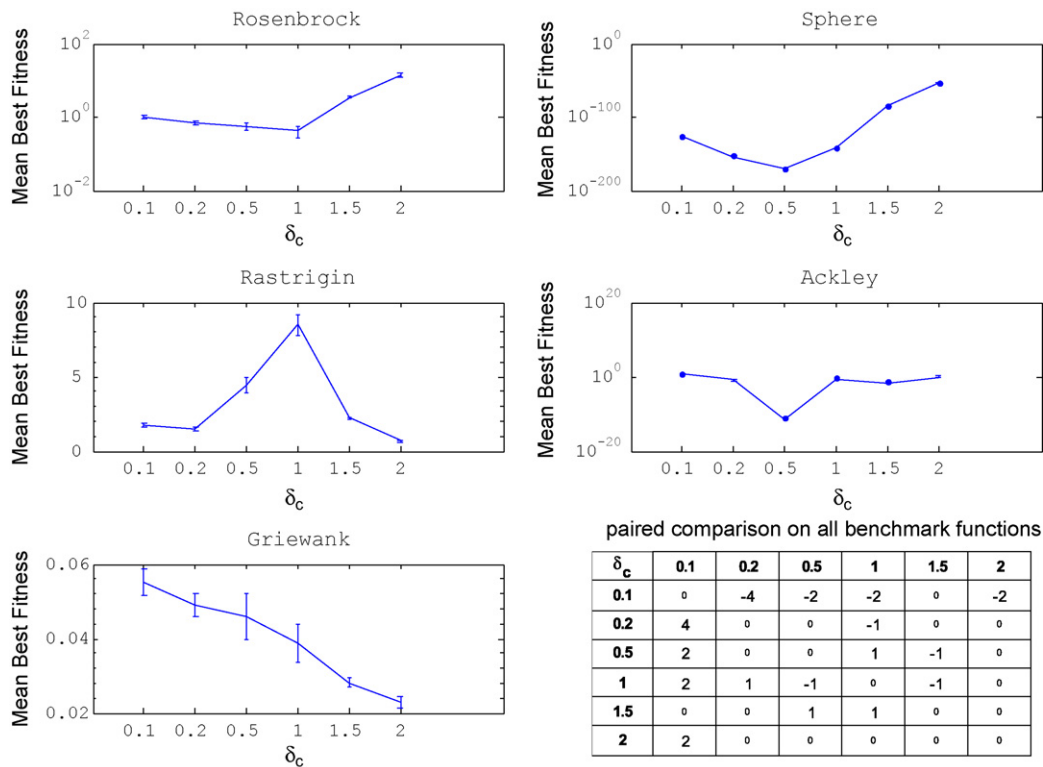 Rosenbrock
Mean Best Fitness
10^2
10^0
10^-2
0.1 0.2 0.5 1 1.5 2
δc
Sphere
Mean Best Fitness
10^0
10^-100
10^-200
0.1 0.2 0.5 1 1.5 2
δc
Rastrigin
Mean Best Fitness
10
5
0
0.1 0.2 0.5 1 1.5 2
δc
Ackley
Mean Best Fitness
10^20
10^0
10^-20
0.1 0.2 0.5 1 1.5 2
δc
Griewank
Mean Best Fitness
0.06
0.04
0.02
0.1 0.2 0.5 1 1.5 2
δc
paired comparison on all benchmark functions
δc 0.1 0.2 0.5 1 1.5 2
0.1 0 -4 -2 -2 0 -2
0.2 4 0 0 -1 0 0
0.5 2 0 0 1 -1 0
1 2 1 -1 0 -1 0
1.5 0 0 1 1 0 0
2 2 0 0 0 0 0